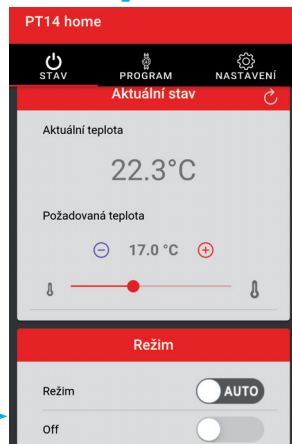 PT14 home
STAV PROGRAM NASTAVENÍ
Aktuální stav
Aktuální teplota
22.3°C
Požadovaná teplota
17.0 °C
Režim
Režim AUTO
Off